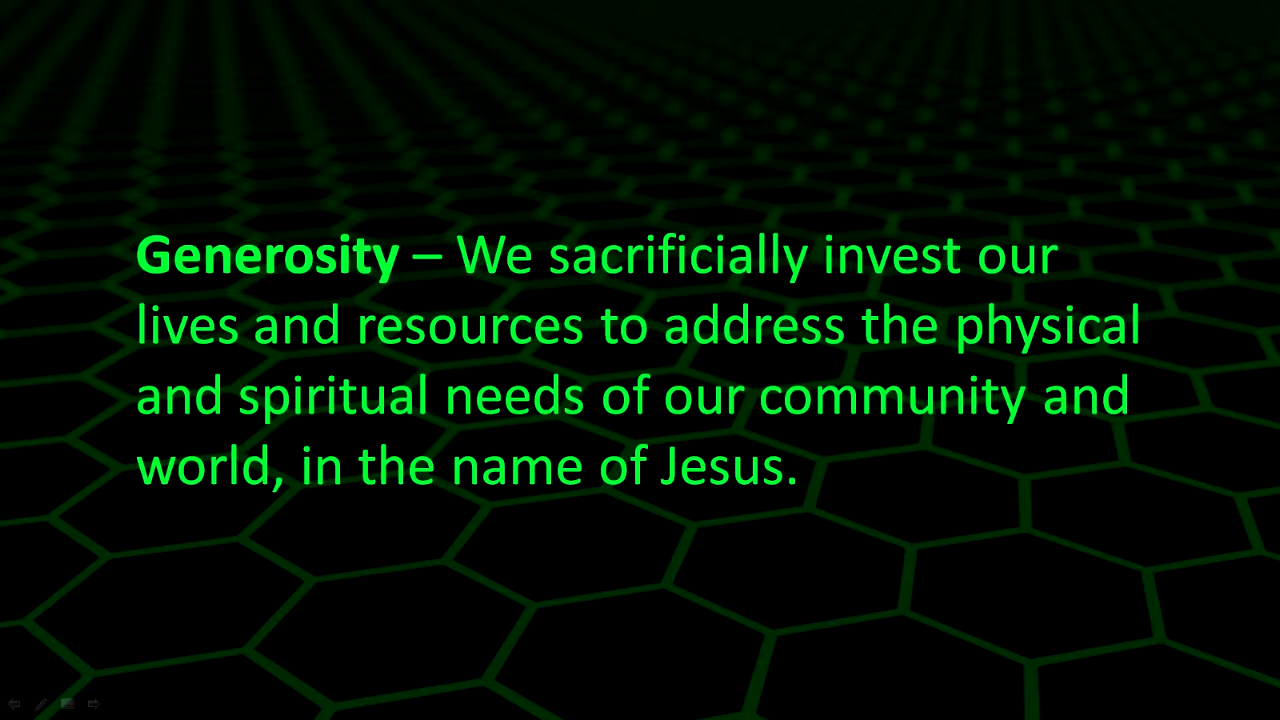 Generosity – We sacrificially invest our
lives and resources to address the physical
and spiritual needs of our community and
world, in the name of Jesus.